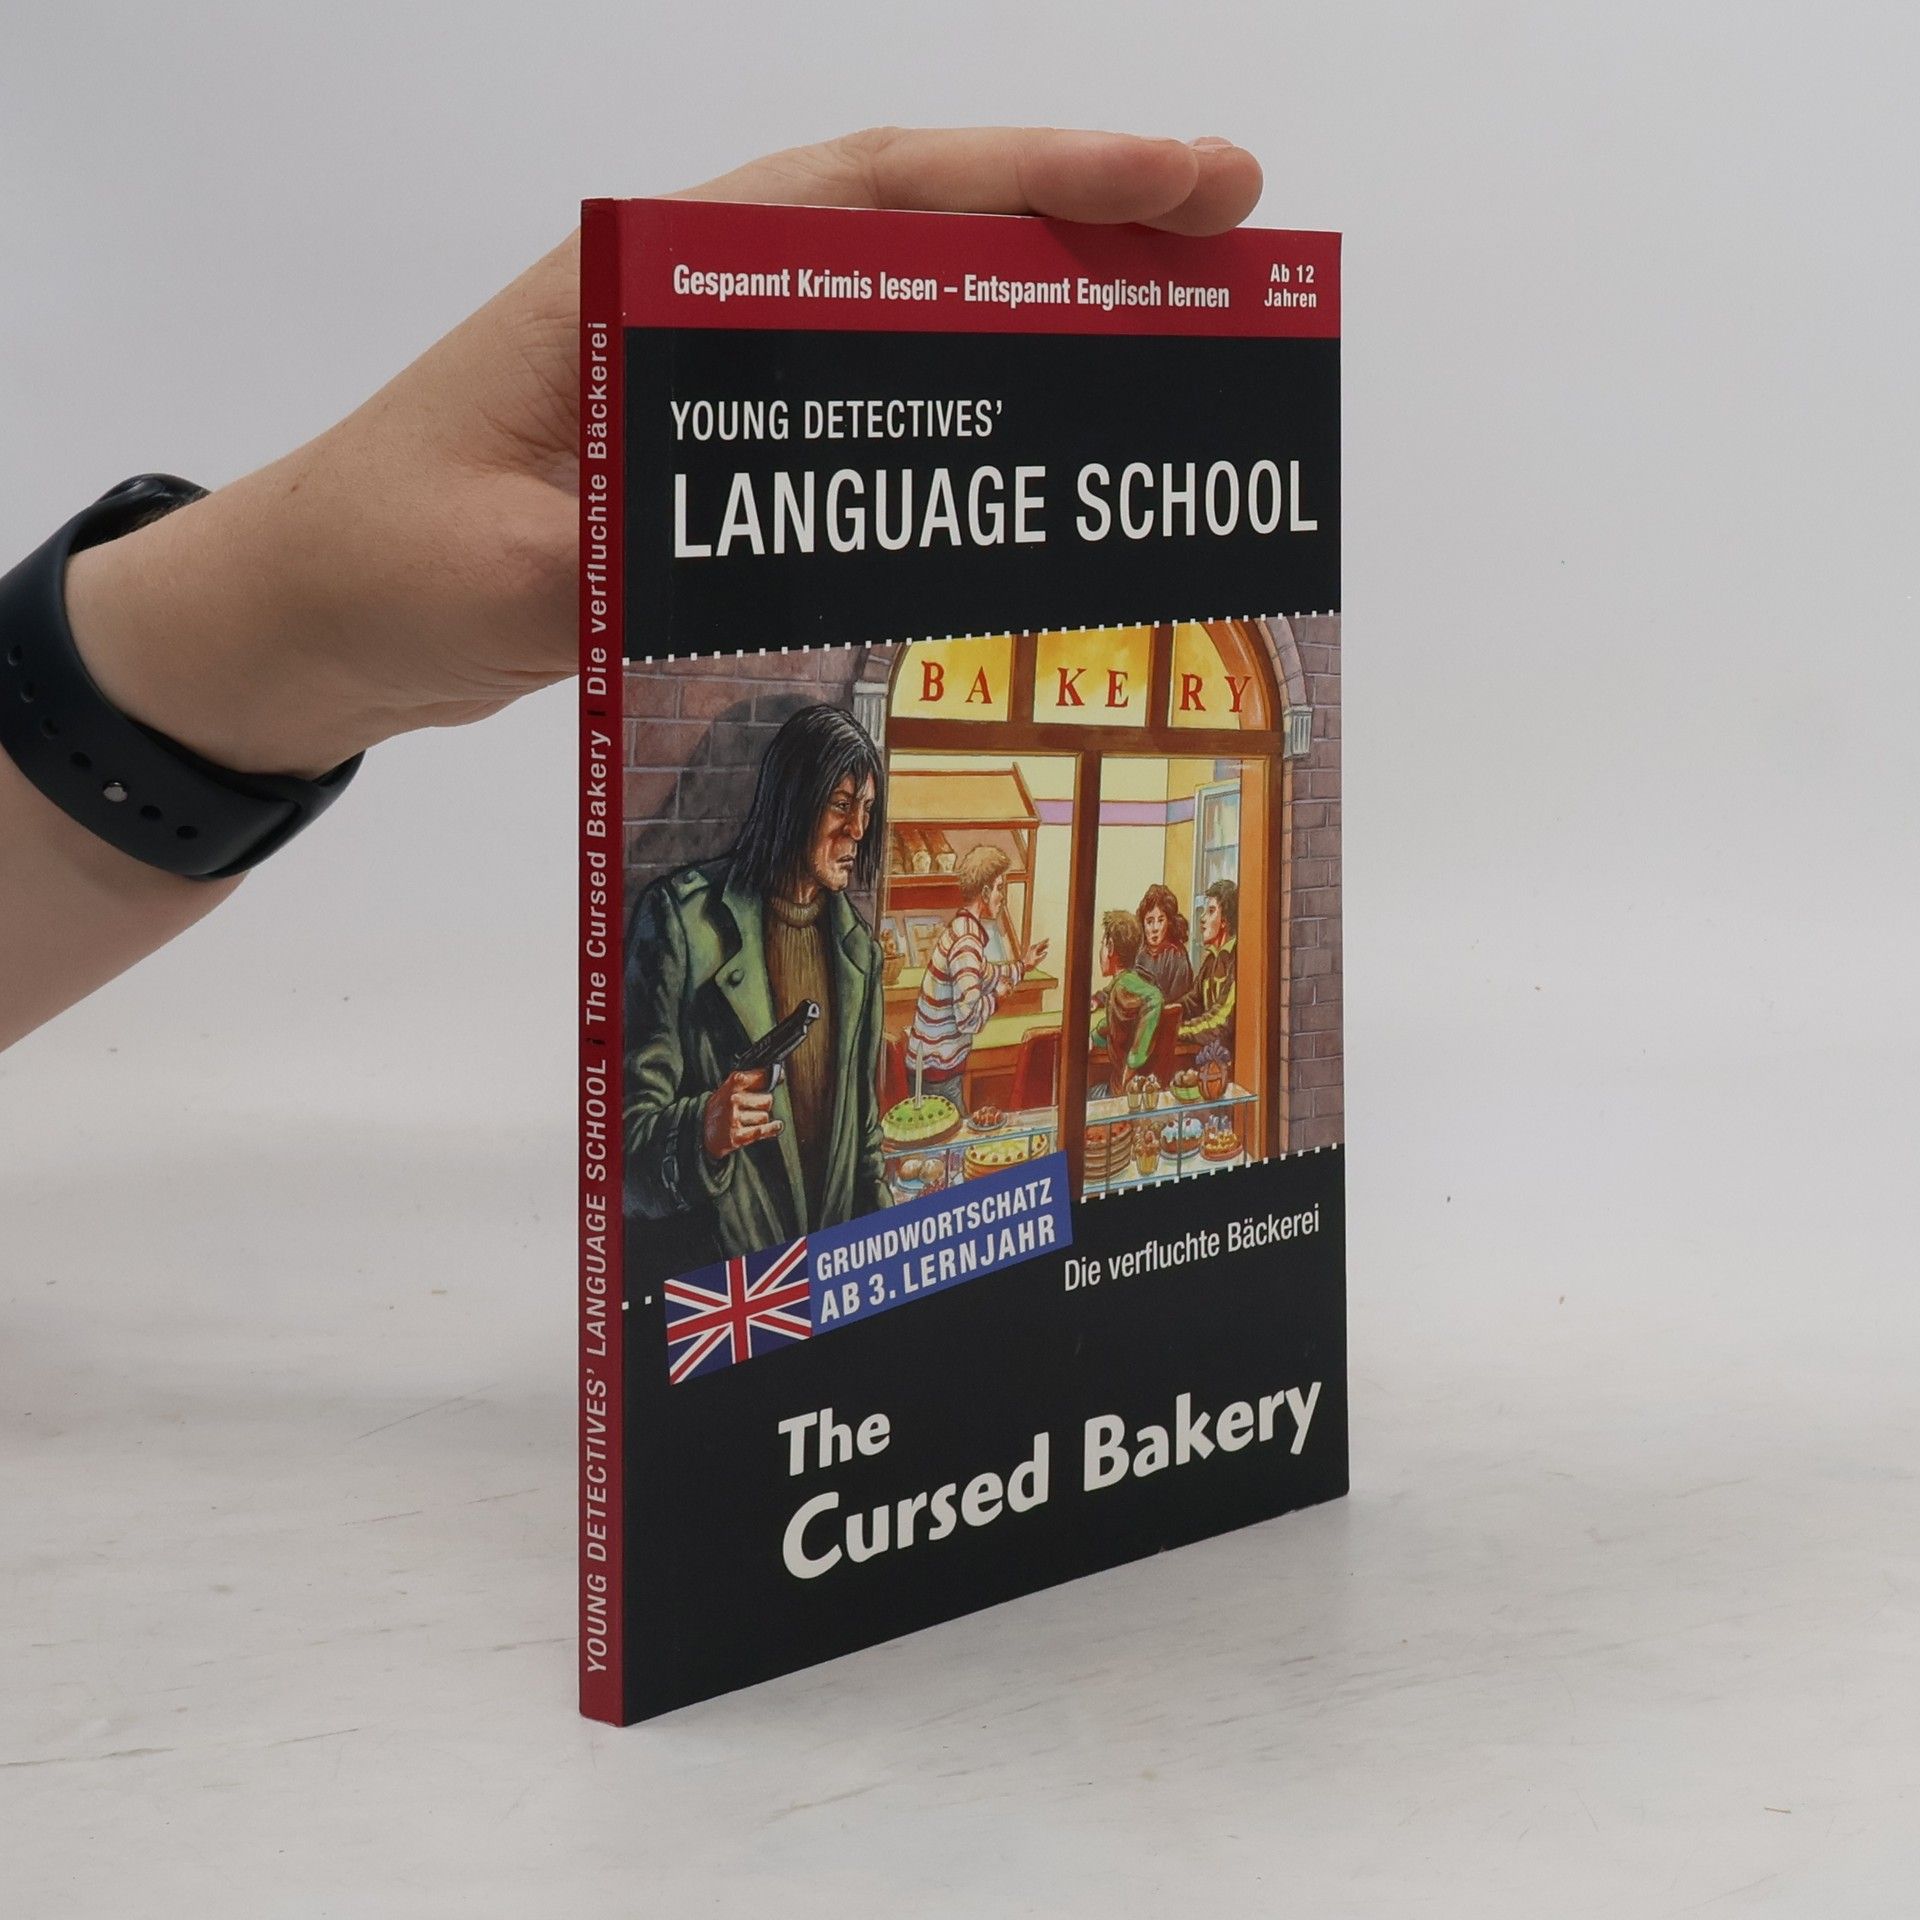 Gespannt Krimis lesen – Entspannt Englisch lernen
Ab 12
Jahren
YOUNG DETECTIVES’
LANGUAGE SCHOOL
BAKERY
GRUNDWORTSCHATZ
AB 3. LERNJAHR
Die verfluchte Bäckerei
The
Cursed Bakery
YOUNG DETECTIVES’ LANGUAGE SCHOOL I The Cursed Bakery I Die verfluchte Bäckerei